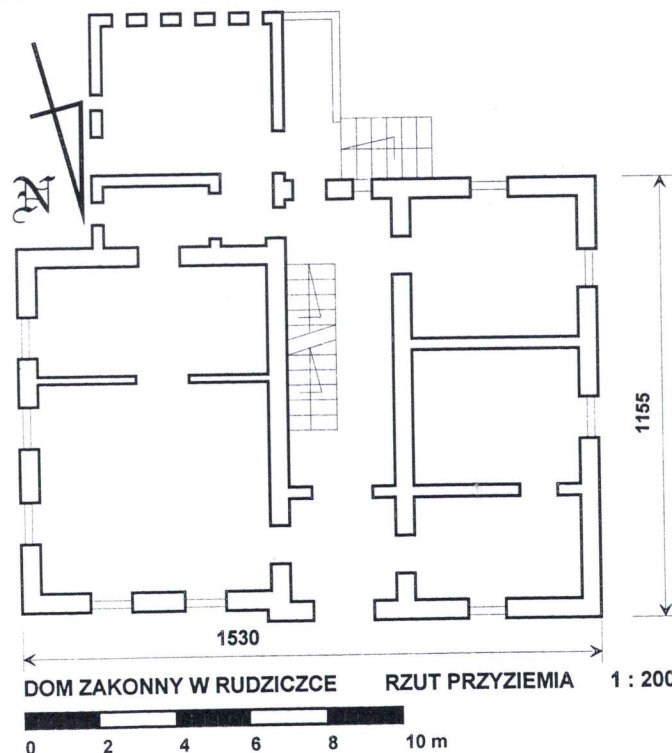 N
1155
1530
DOM ZAKONNY W RUDZICZCE RZUT PRZYZIEMIA 1 : 200
0 2 4 6 8 10 m